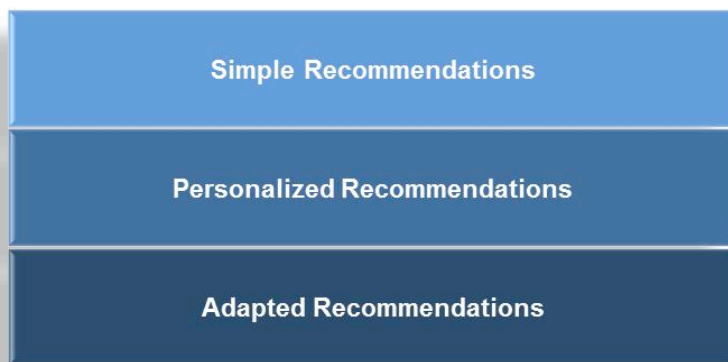 Simple Recommendations
Personalized Recommendations
Adapted Recommendations